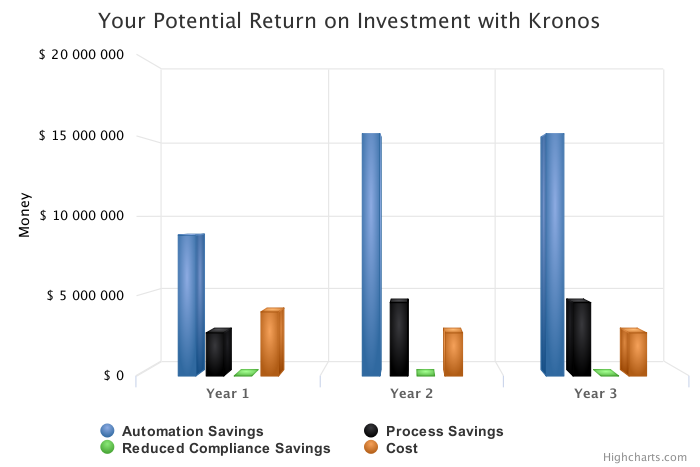 Your Potential Return on Investment with Kronos
$ 20 000 000
$ 15 000 000
$ 10 000 000
$ 5 000 000
$ 0
Money
Year 1 Year 2 Year 3
Automation Savings Process Savings
Reduced Compliance Savings Cost
Highcharts.com